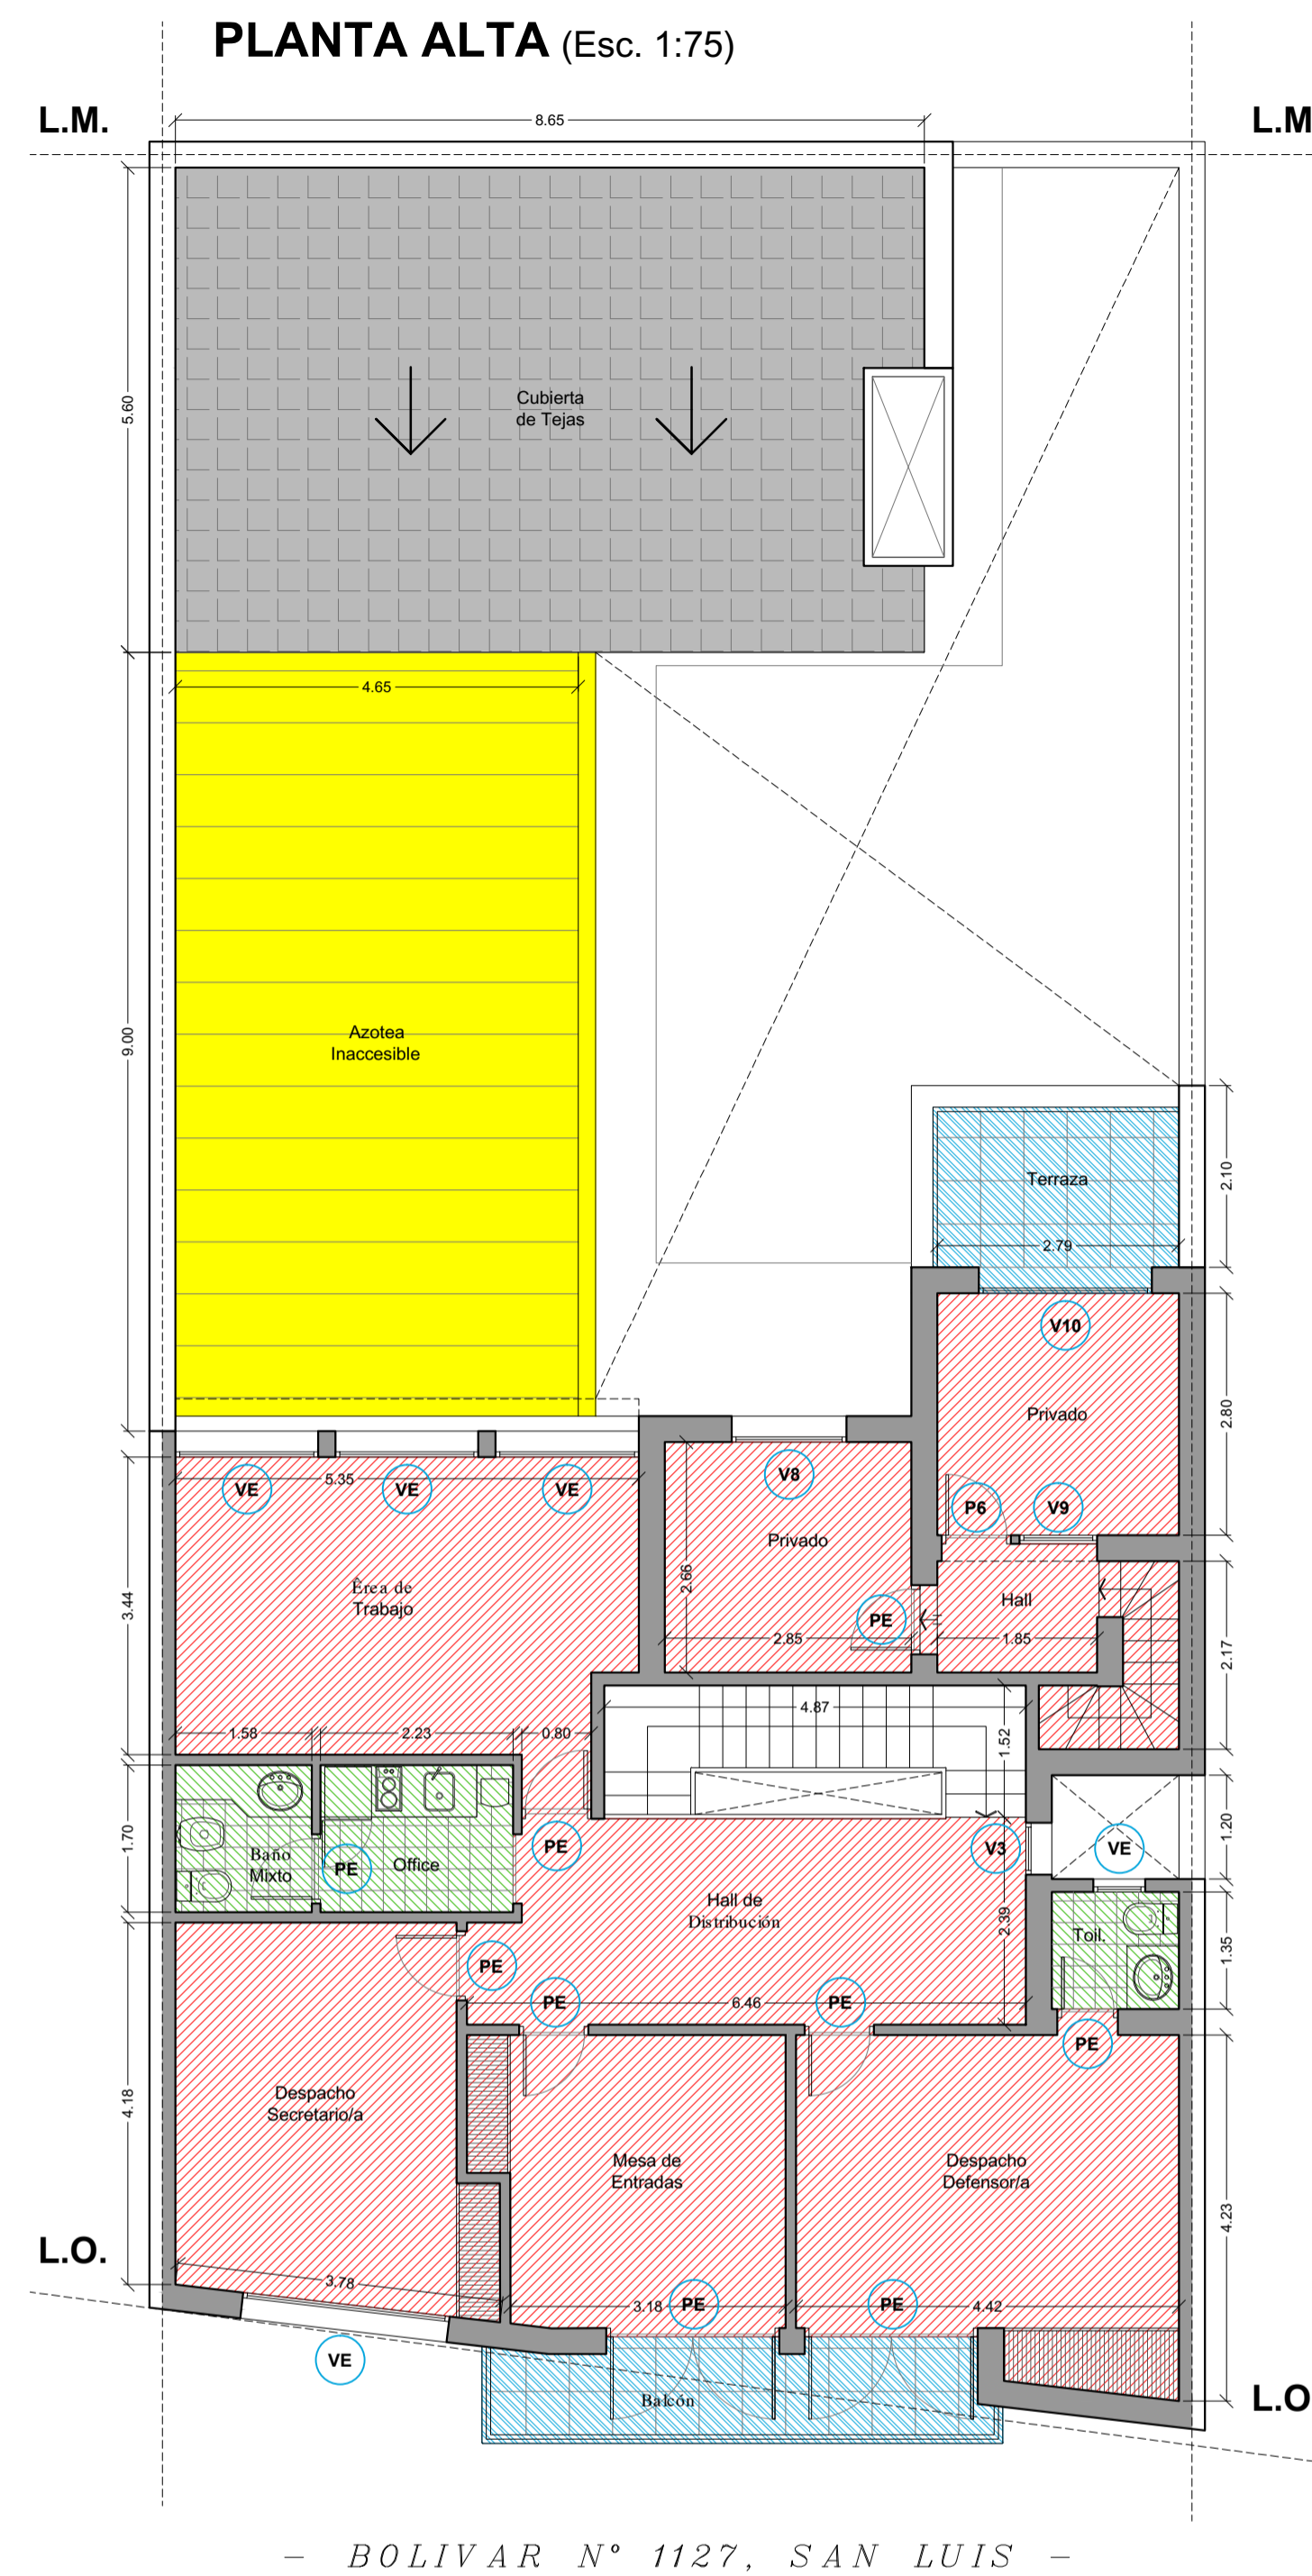 PLANTA ALTA (Esc. 1:75)
L.M.
L.M
8.65
5.60
Cubierta
de Tejas
4.65
9.00
Azotea
Inaccesible
2.10
Terraza
2.79
V10
2.80
Privado
V8
5.35
VE
VE
VE
P6
V9
Privado
2.66
3.44
Êrea de
Trabajo
Hall
PE
2.85
1.85
2.17
4.87
1.58
2.23
0.80
1.52
1.70
1.20
Baño
Mixto
PE
Office
PE
V3
VE
Hall de
Distribución
2.39
Toil.
1.35
PE
PE
6.46
PE
PE
4.18
Despacho
Secretario/a
Mesa de
Entradas
Despacho
Defensor/a
4.23
L.O.
3.78
3.18
PE
PE
4.42
VE
Balcón
L.O
- BOLIVAR Nº 1127, SAN LUIS -